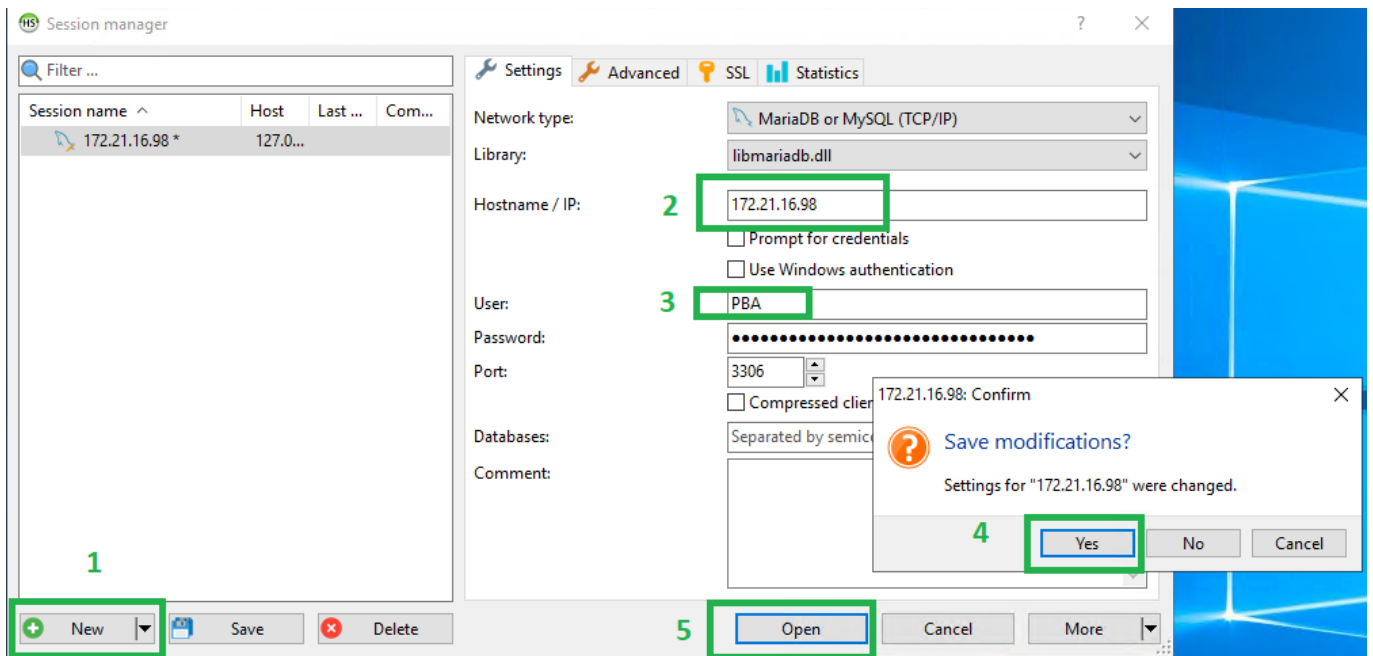 HS Session manager ? ×
Filter ...
Session name Host Last ... Com...
172.21.16.98 * 127.0...
1
New Save Delete
Settings Advanced SSL Statistics
Network type: MariaDB or MySQL (TCP/IP)
Library: libmariadb.dll
Hostname / IP: 2 172.21.16.98
Prompt for credentials
Use Windows authentication
User: 3 PBA
Password: ●●●●●●●●●●●●●●●●●●●●●●●●●●●●●●●●
Port: 3306
Compressed clien
Databases: Separated by semico
Comment:
172.21.16.98: Confirm
? Save modifications?
Settings for "172.21.16.98" were changed.
4 Yes No Cancel
5 Open Cancel More